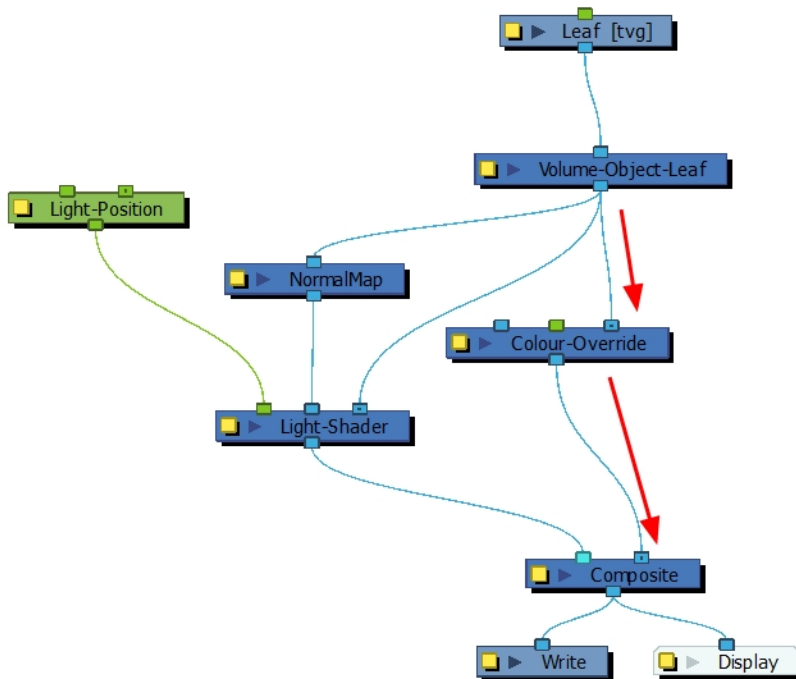 Leaf [tvg]
Volume-Object-Leaf
Light-Position
NormalMap
Colour-Override
Light-Shader
Composite
Write
Display